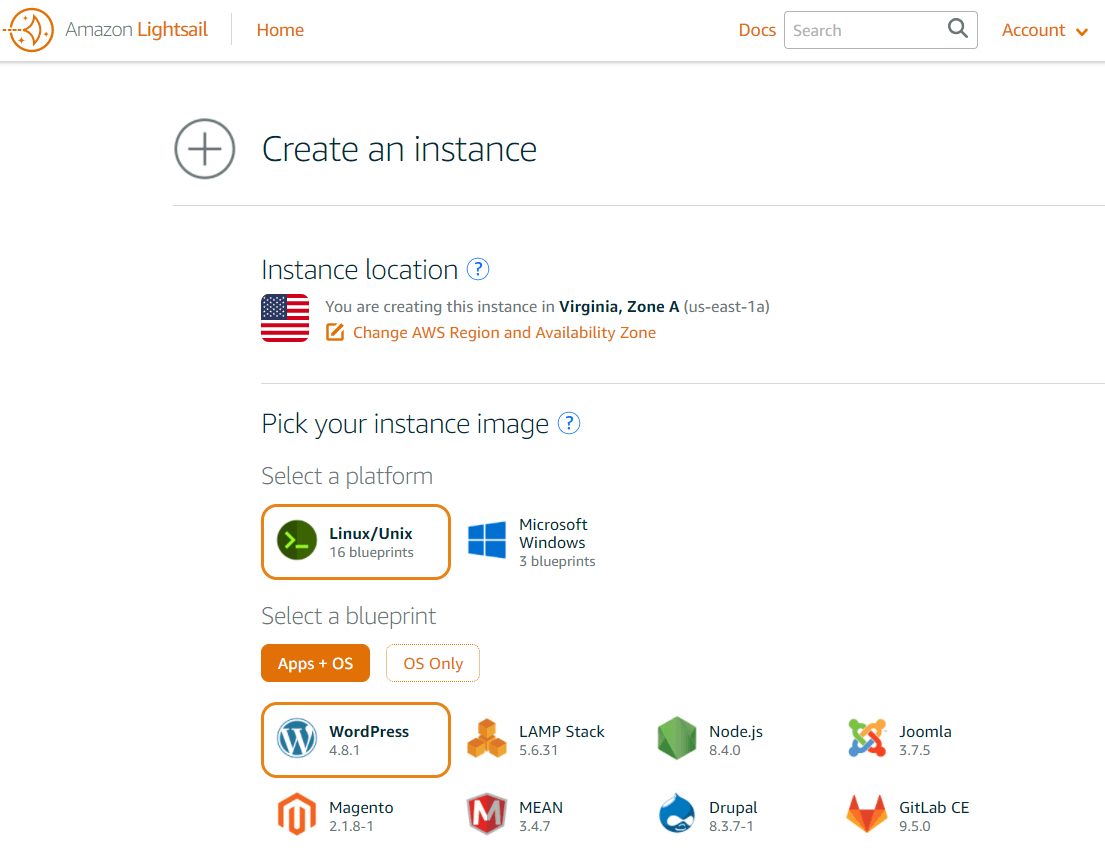 Amazon Lightsail
Home
Docs
Search
Account
Create an instance
Instance location ?
You are creating this instance in Virginia, Zone A (us-east-1a)
Change AWS Region and Availability Zone
Pick your instance image ?
Select a platform
Linux/Unix
16 blueprints
Microsoft
Windows
3 blueprints
Select a blueprint
Apps + OS
OS Only
WordPress
4.8.1
LAMP Stack
5.6.31
Node.js
8.4.0
Joomla
3.7.5
Magento
2.1.8-1
MEAN
3.4.7
Drupal
8.3.7-1
GitLab CE
9.5.0